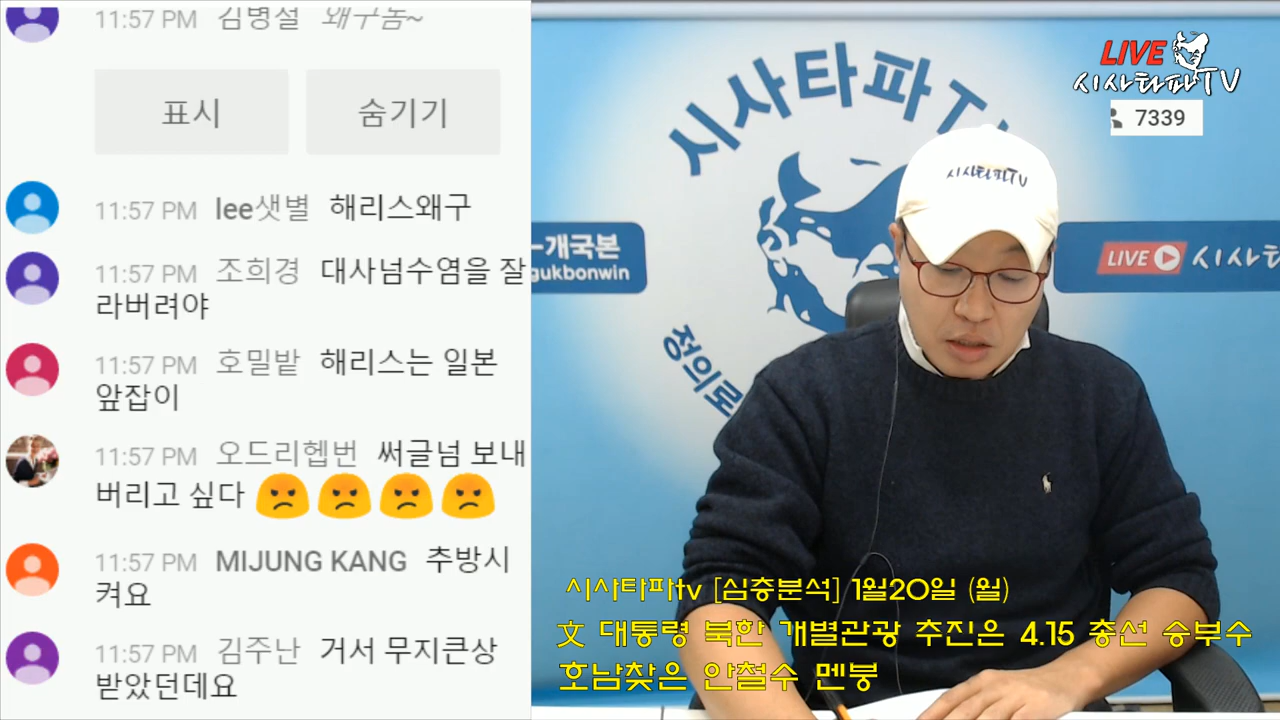 11:57 PM 김병철 왜구놈~
표시 숨기기
11:57 PM lee샛별 해리스왜구
11:57 PM 조희경 대사넘수염을 잘
라버려야
11:57 PM 호밀밭 해리스는 일본
앞잡이
11:57 PM 오드리헵번 써글넘 보내
버리고 싶다
11:57 PM MIJUNG KANG 추방시
켜요
11:57 PM 김주난 거서 무지큰상
받았던데요
LIVE
시사타파TV
7339
시사타파T
시사타파TV
-개국본
gukbonwin
LIVE 시사타
정의로
시사타파tv [심층분석] 1월20일 (월)
文 대통령 북한 개별관광 추진은 4.15 총선 승부수
호남찾은 안철수 멘붕